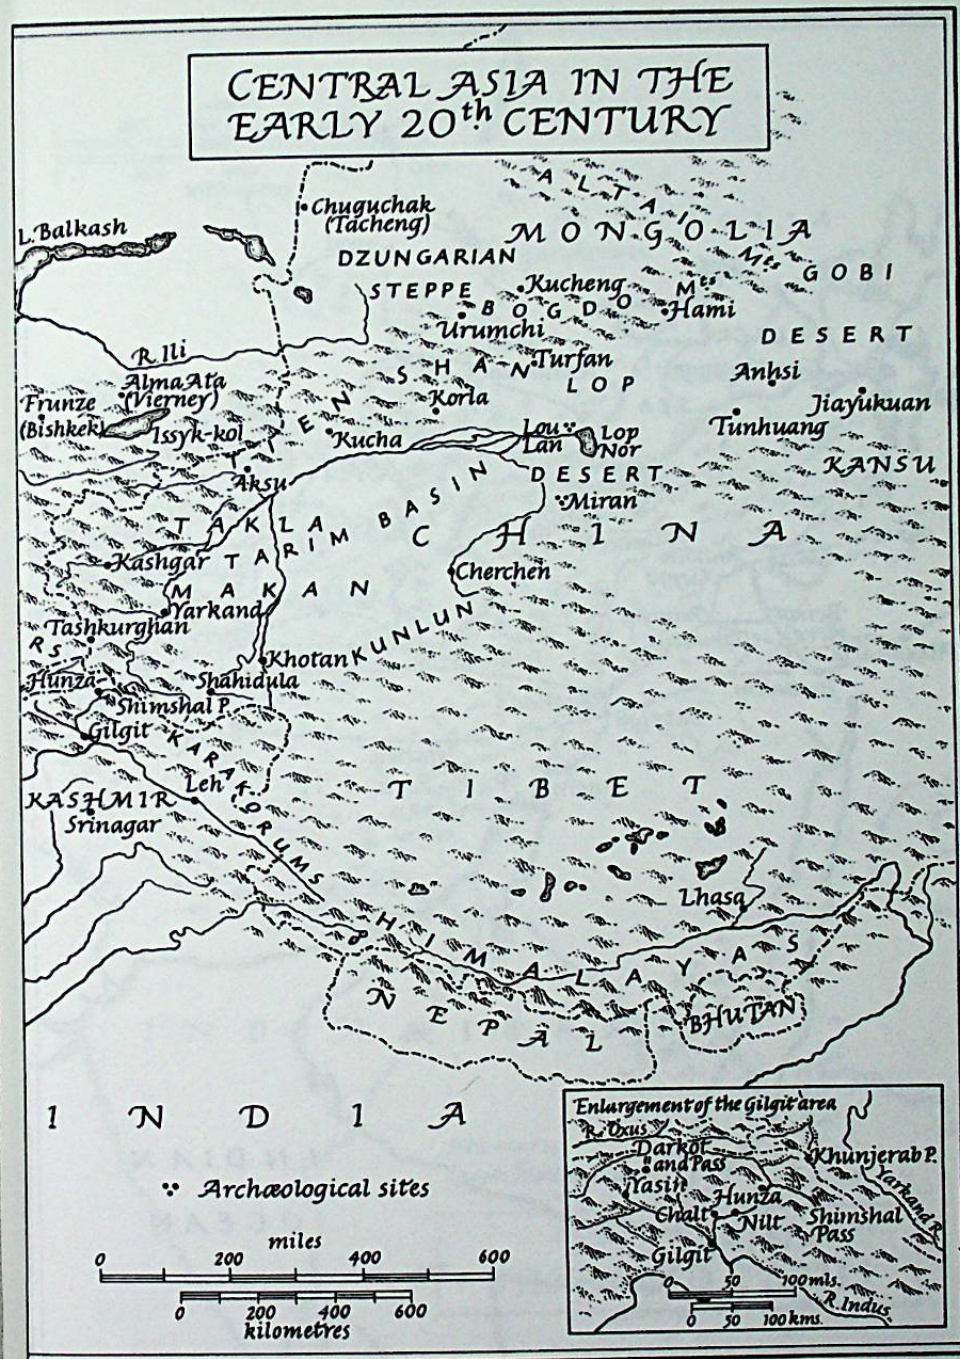 CENTRAL ASIA IN THE
EARLY 20th CENTURY
ALTAI
Mts
Chuguchak
(Tacheng)
L. Balkash
MONGOLIA
DZUNGARIAN
STEPPE
GOBI
DESERT
Kucheng
BOGDO
Mts
Hami
Urumchi
R. Ili
Turfan
TIEN SHAN
LOP
DESERT
Anhsi
Alma Ata
(Vierney)
Korla
Jiayukuan
Frunze
(Bishkek)
Issyk-kol
Kucha
Lou
Lan
Lop
Nor
Tunhuang
KANSU
Aksu
Miran
TAKLA
MAKAN
TARIM BASIN
CHINA
Kashgar
Cherchen
Yarkand
Tashkurghan
RS
KUNLUN
Khotan
Hunza
Shahidula
Shimshal P.
Gilgit
KARAKORUMS
Leh
KASHMIR
Srinagar
TIBET
Lhasa
HIMALAYAS
NEPAL
BHUTAN
INDIA
Archæological sites
miles
0 200 400 600
0 200 400 600
kilometres
Enlargement of the Gilgit area
R. Oxus
Darkot
and Pass
Khunjerab P.
Yasin
Hunza
Yarkand R.
Chalt
Nilt
Shimshal
Pass
Gilgit
0 50 100 mls.
0 50 100 kms.
R. Indus